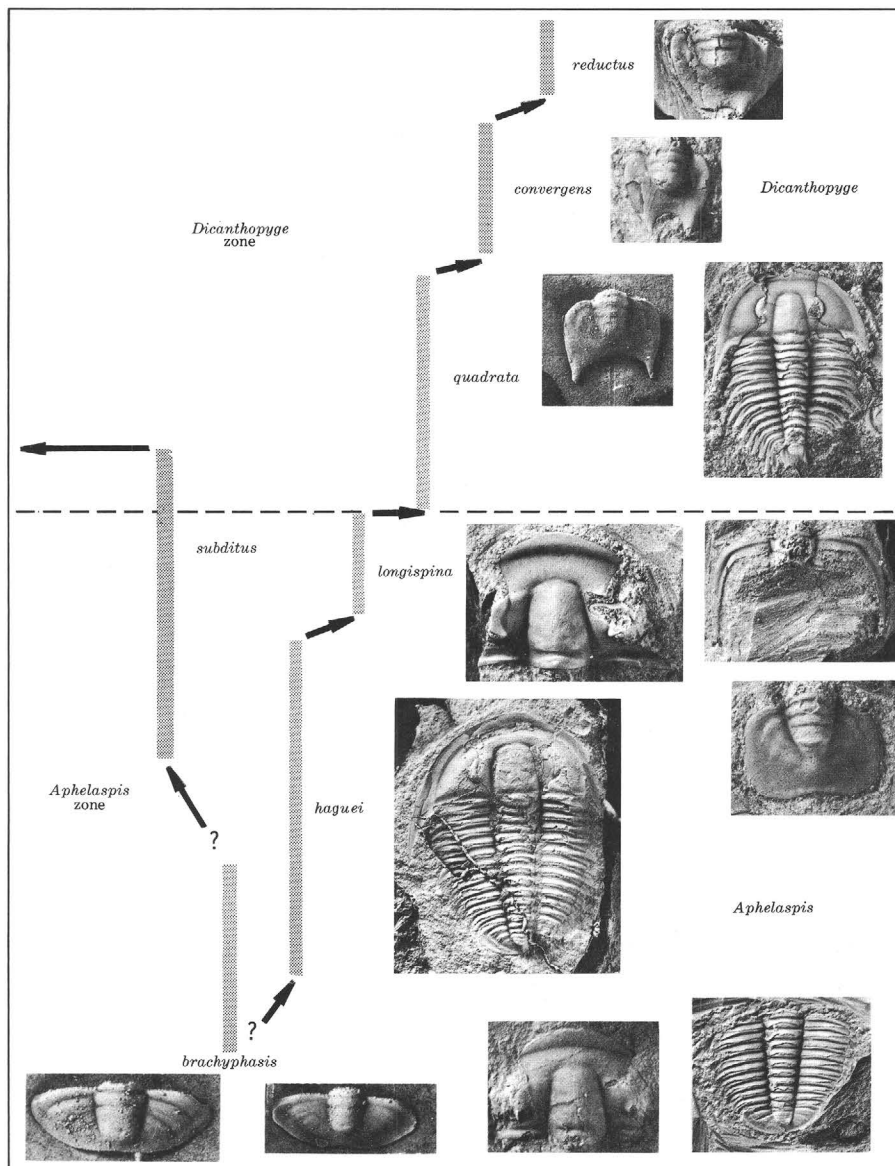 reductus
convergens
Dicanthopyge
Dicanthopyge
zone
quadrata
subditus
longispina
Aphelaspis
zone
haguei
?
Aphelaspis
?
brachyphasis